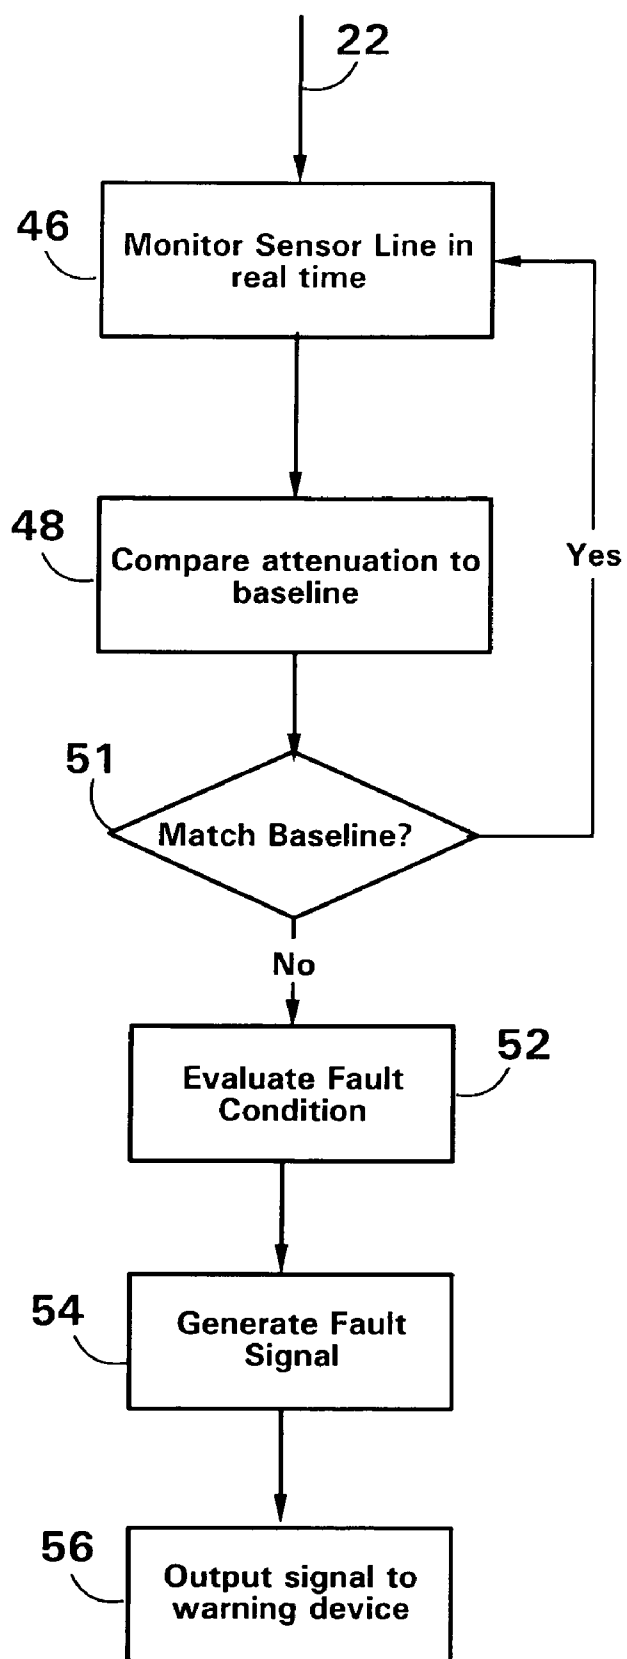 22
46
Monitor Sensor Line in
real time
48
Compare attenuation to
baseline
Yes
51
Match Baseline?
No
52
Evaluate Fault
Condition
54
Generate Fault
Signal
56
Output signal to
warning device